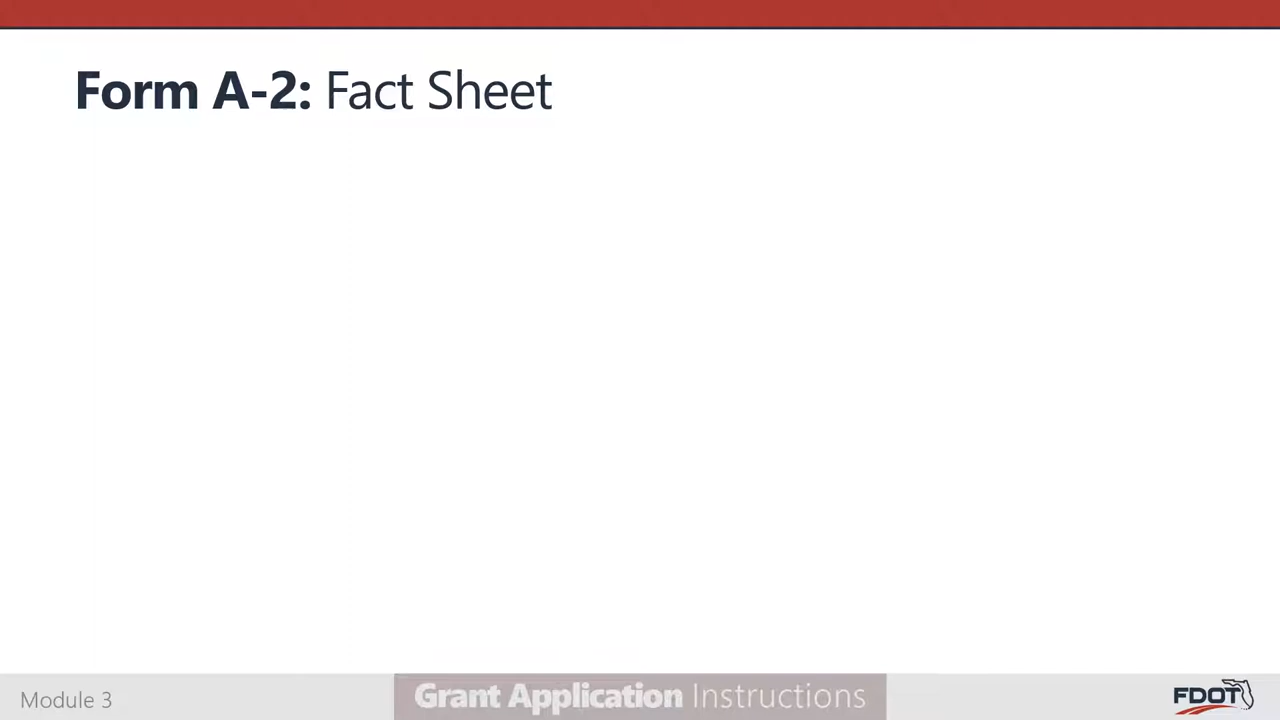 Form A-2: Fact Sheet
Module 3
Grant Application Instructions
FDOT